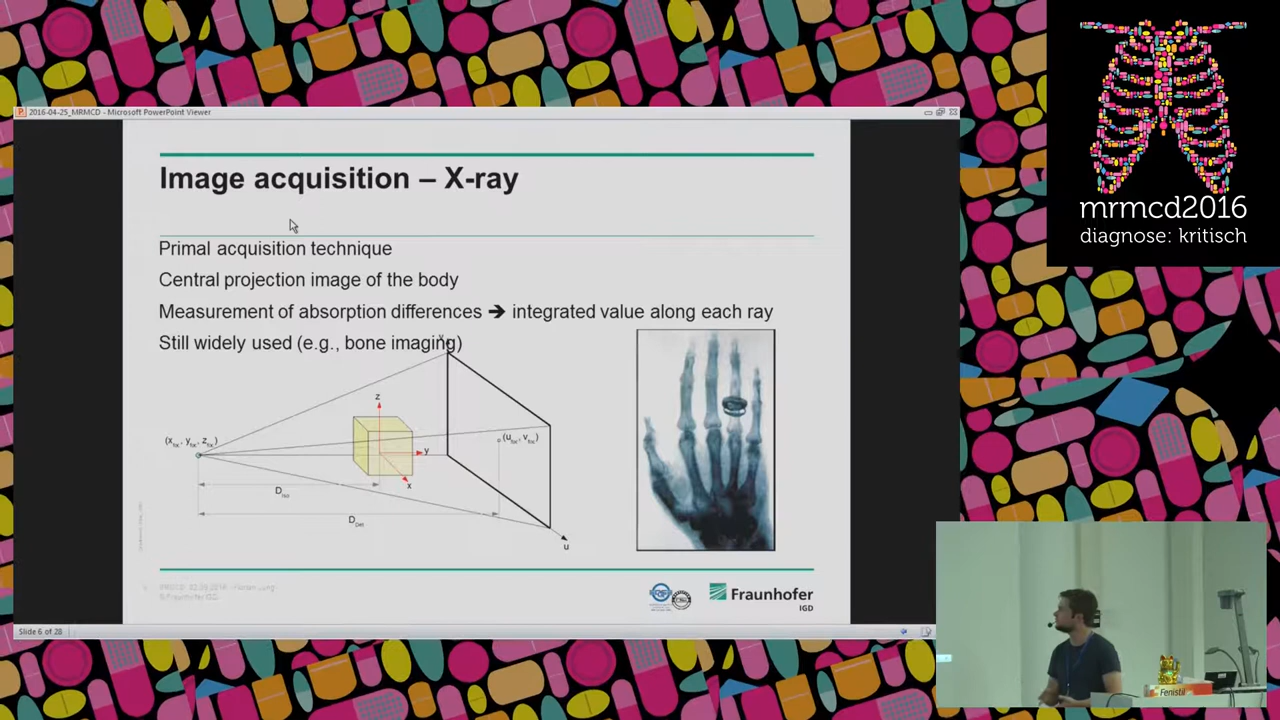 2016-04-25_MRMCD - Microsoft PowerPoint Viewer
Image acquisition – X-ray
Primal acquisition technique
Central projection image of the body
Measurement of absorption differences ➔ integrated value along each ray
Still widely used (e.g., bone imaging)
z
y
x
u
Fraunhofer
IGD
Slide 6 of 28
mrmcd2016
diagnose: kritisch
Fenistil